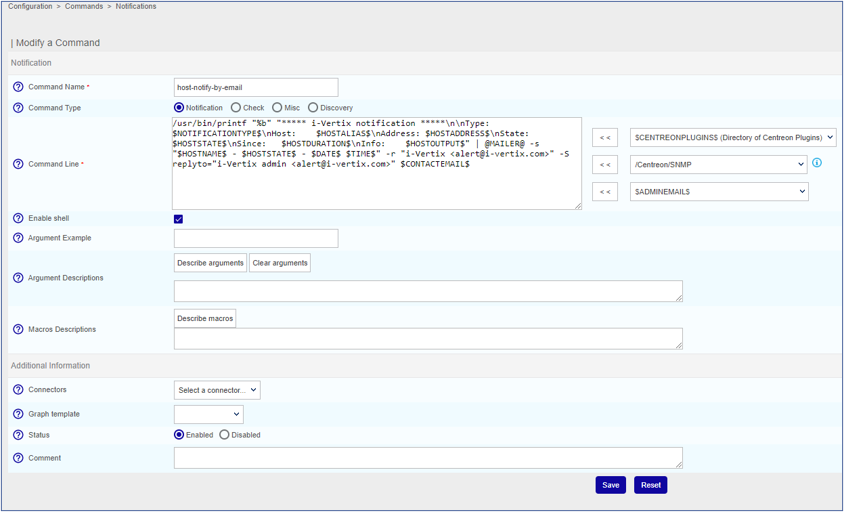 Configuration > Commands > Notifications
| Modify a Command
Notification
Command Name *
host-notify-by-email
Command Type
Notification
Check
Misc
Discovery
Command Line *
/usr/bin/printf "%b" "***** i-Vertix notification *****\n\nType:
$NOTIFICATIONTYPE$\nHost: $HOSTALIAS$\nAddress: $HOSTADDRESS$\nState:
$HOSTSTATE$\nSince: $HOSTDURATION$\nInfo: $HOSTOUTPUT$" | @MAILER@ -s
"$HOSTNAME$ - $HOSTSTATE$ - $DATE$ $TIME$" -r "i-Vertix <alert@i-vertix.com>" -S
replyto="i-Vertix admin <alert@i-vertix.com>" $CONTACTEMAIL$
< <
$CENTREONPLUGINS$ (Directory of Centreon Plugins)
< <
/Centreon/SNMP
< <
$ADMINEMAIL$
Enable shell
Argument Example
Argument Descriptions
Describe arguments
Clear arguments
Macros Descriptions
Describe macros
Additional Information
Connectors
Select a connector...
Graph template
Status
Enabled
Disabled
Comment
Save
Reset